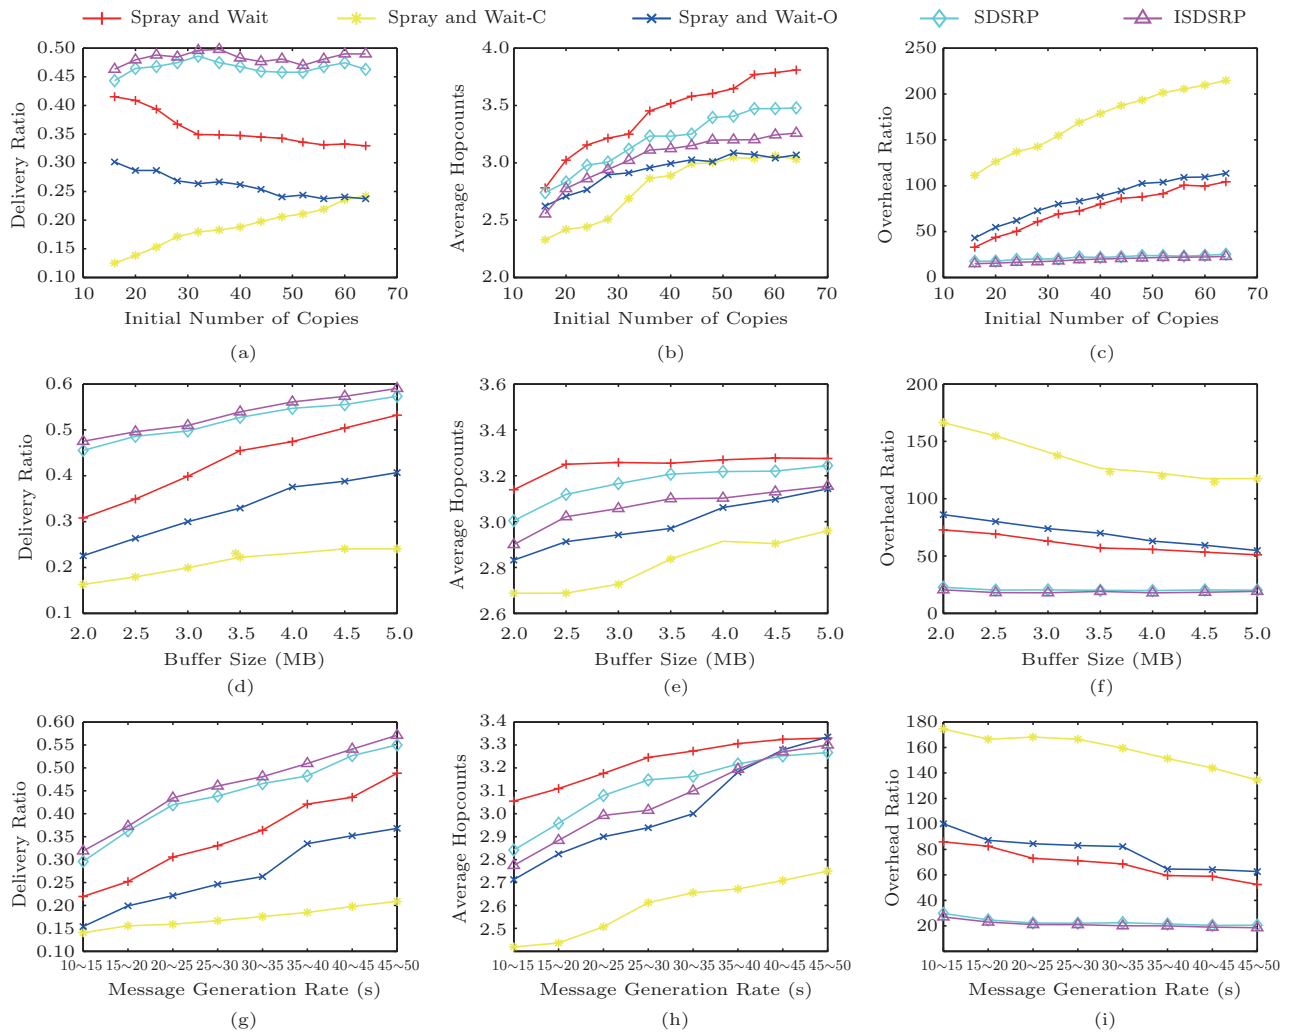 Spray and Wait Spray and Wait-C Spray and Wait-O SDSRP ISDSRP
Delivery Ratio
0.50
0.45
0.40
0.35
0.30
0.25
0.20
0.15
0.10
10 20 30 40 50 60 70
Initial Number of Copies
(a)
Average Hopcounts
4.0
3.5
3.0
2.5
2.0
10 20 30 40 50 60 70
Initial Number of Copies
(b)
Overhead Ratio
250
200
150
100
50
0
10 20 30 40 50 60 70
Initial Number of Copies
(c)
Delivery Ratio
0.6
0.5
0.4
0.3
0.2
0.1
2.0 2.5 3.0 3.5 4.0 4.5 5.0
Buffer Size (MB)
(d)
Average Hopcounts
3.6
3.4
3.2
3.0
2.8
2.6
2.0 2.5 3.0 3.5 4.0 4.5 5.0
Buffer Size (MB)
(e)
Overhead Ratio
200
150
100
50
0
2.0 2.5 3.0 3.5 4.0 4.5 5.0
Buffer Size (MB)
(f)
Delivery Ratio
0.60
0.55
0.50
0.45
0.40
0.35
0.30
0.25
0.20
0.15
0.10
10~15 15~20 20~25 25~30 30~35 35~40 40~45 45~50
Message Generation Rate (s)
(g)
Average Hopcounts
3.4
3.3
3.2
3.1
3.0
2.9
2.8
2.7
2.6
2.5
10~15 15~20 20~25 25~30 30~35 35~40 40~45 45~50
Message Generation Rate (s)
(h)
Overhead Ratio
180
160
140
120
100
80
60
40
20
10~15 15~20 20~25 25~30 30~35 35~40 40~45 45~50
Message Generation Rate (s)
(i)